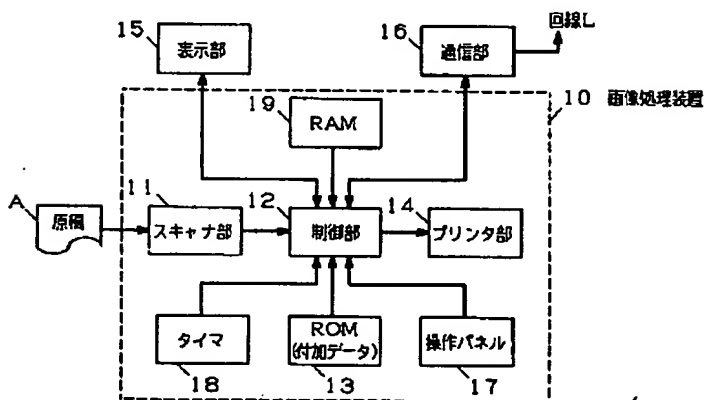 回線L
15
表示部
16
通信部
10 画像処理装置
19
RAM
A
原稿
11
スキャナ部
12
制御部
14
プリンタ部
タイマ
18
ROM
(付加データ)
13
操作パネル
17